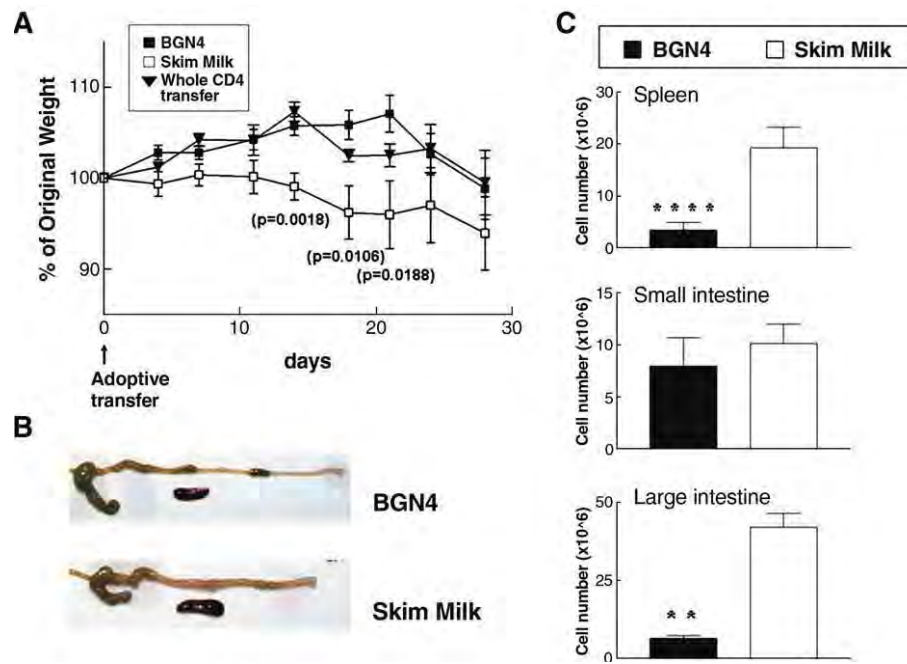 A
BGN4
Skim Milk
Whole CD4
transfer
% of Original Weight
110
100
90
(p=0.0018)
(p=0.0106)
(p=0.0188)
0
10
20
30
days
Adoptive
transfer
B
BGN4
Skim Milk
C
BGN4
Skim Milk
Spleen
Cell number (x10^6)
30
20
10
0
* * * *
Small intestine
Cell number (x10^6)
15
10
5
0
Large intestine
Cell number (x10^6)
50
25
0
* *